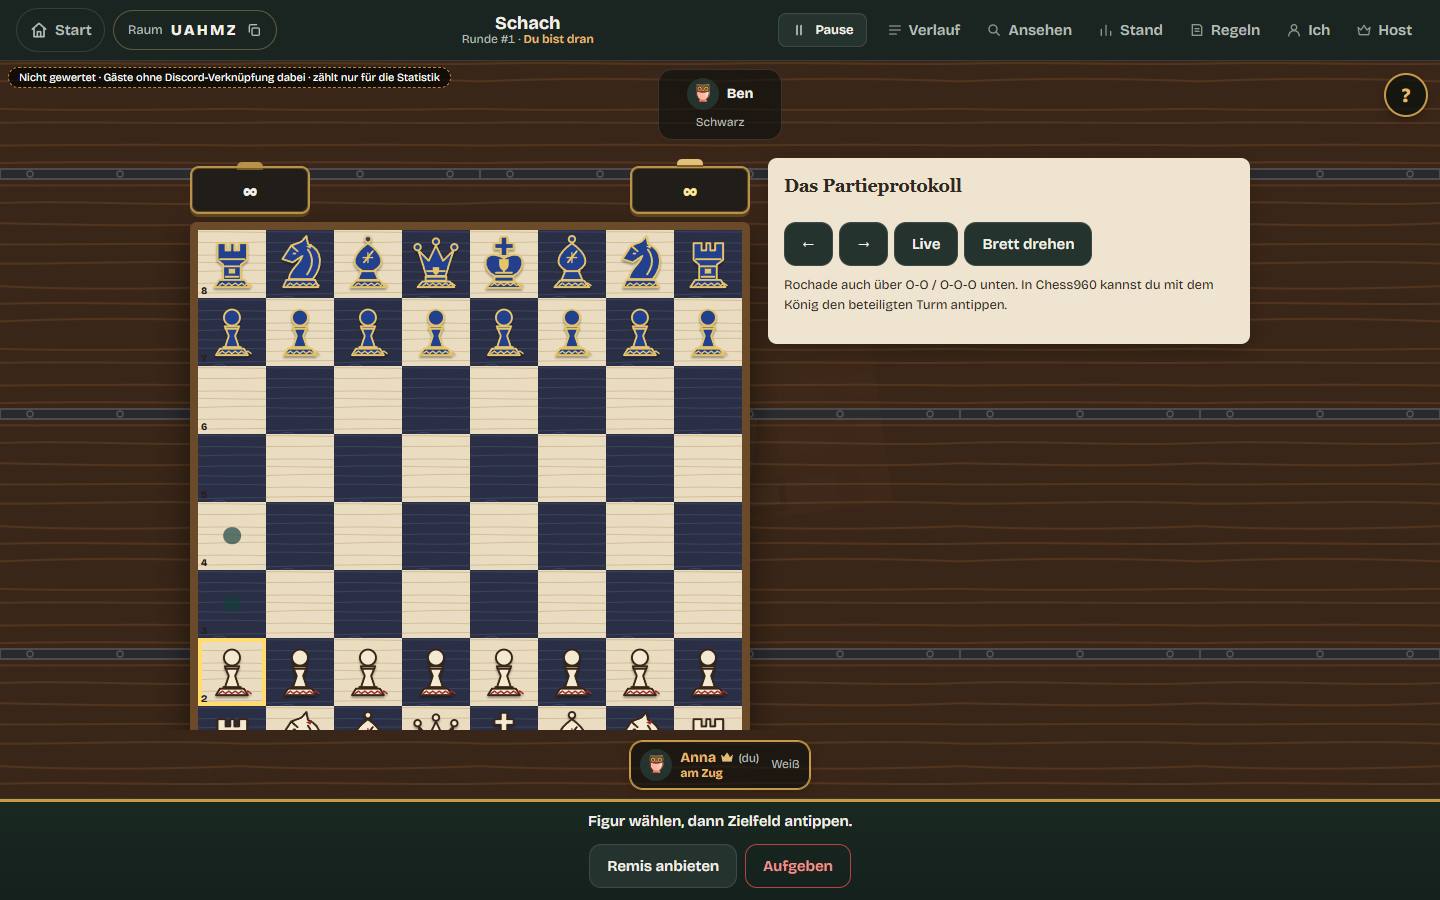 Start
Raum UAHMZ
Schach
Runde #1 · Du bist dran
Pause
Verlauf
Ansehen
Stand
Regeln
Ich
Host
Nicht gewertet · Gäste ohne Discord-Verknüpfung dabei · zählt nur für die Statistik
Ben
Schwarz
?
∞
∞
Das Partieprotokoll
← → Live Brett drehen
Rochade auch über O-O / O-O-O unten. In Chess960 kannst du mit dem
König den beteiligten Turm antippen.
8
7
6
5
4
3
2
Anna (du)
am Zug
Weiß
Figur wählen, dann Zielfeld antippen.
Remis anbieten
Aufgeben